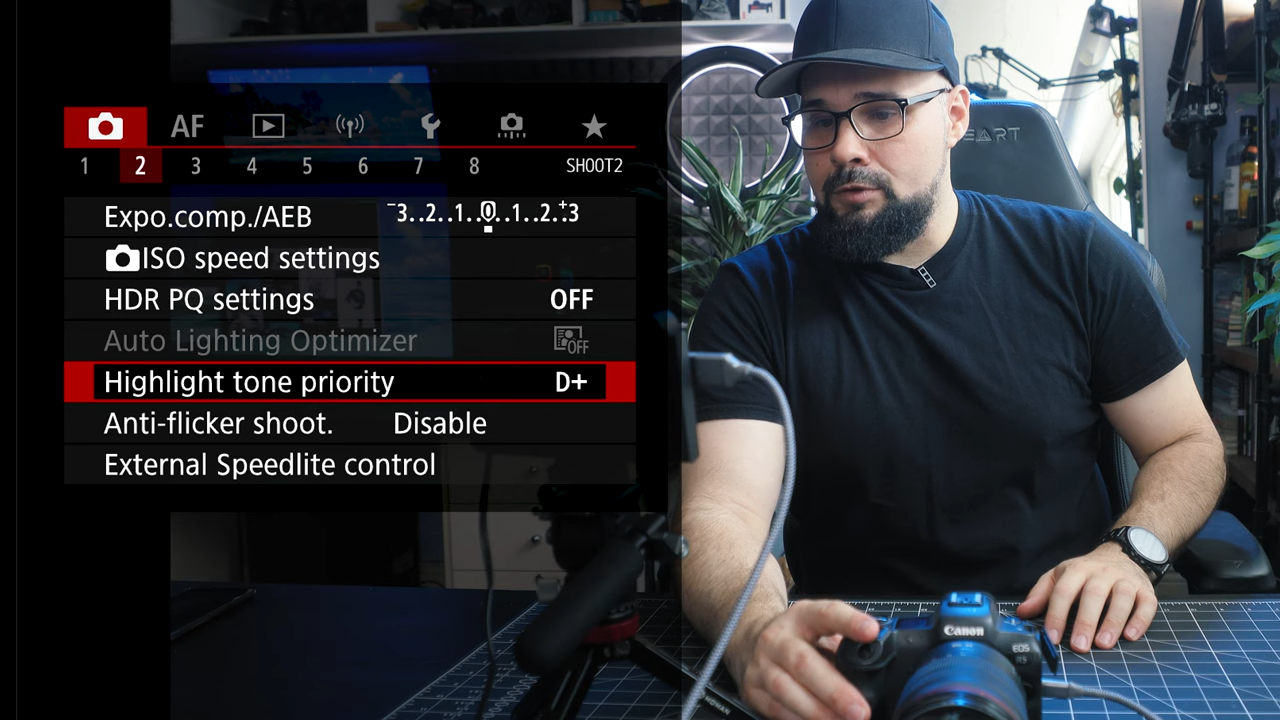 AF
1 2 3 4 5 6 7 8 SHOOT2
Expo.comp./AEB -3..2..1..0..1..2.+3
ISO speed settings
HDR PQ settings OFF
Auto Lighting Optimizer OFF
Highlight tone priority D+
Anti-flicker shoot. Disable
External Speedlite control
Canon
EOS